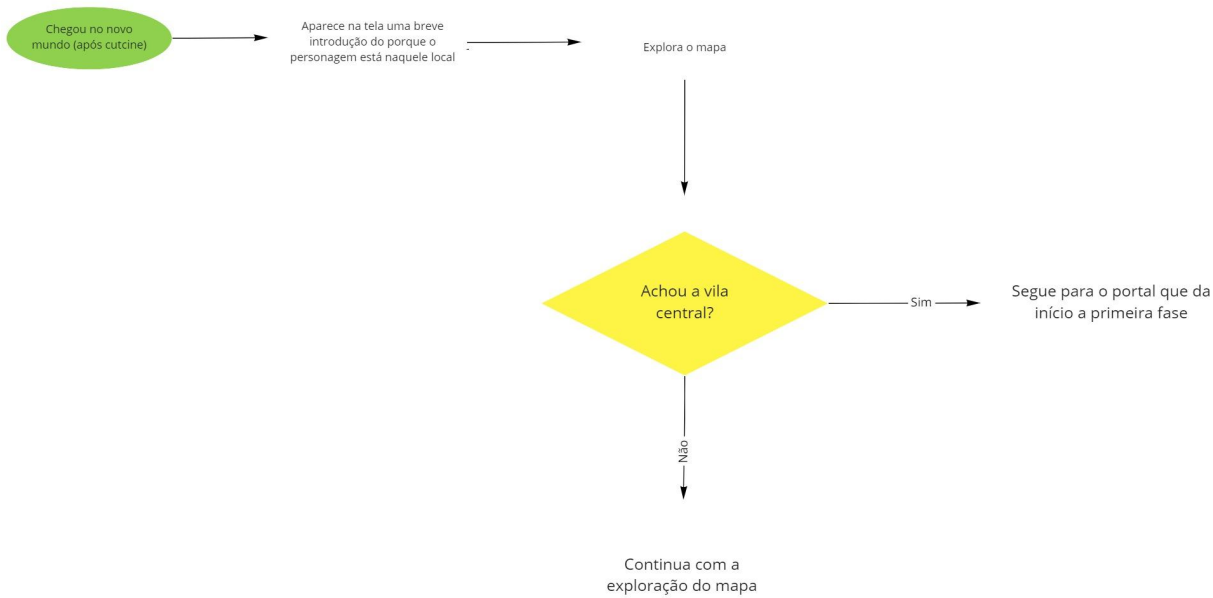 Chegou no novo
mundo (após cutcine)
Aparece na tela uma breve
introdução do porque o
personagem está naquele local
Explora o mapa
Achou a vila
central?
Sim
Segue para o portal que da
início a primeira fase
Não
Continua com a
exploração do mapa